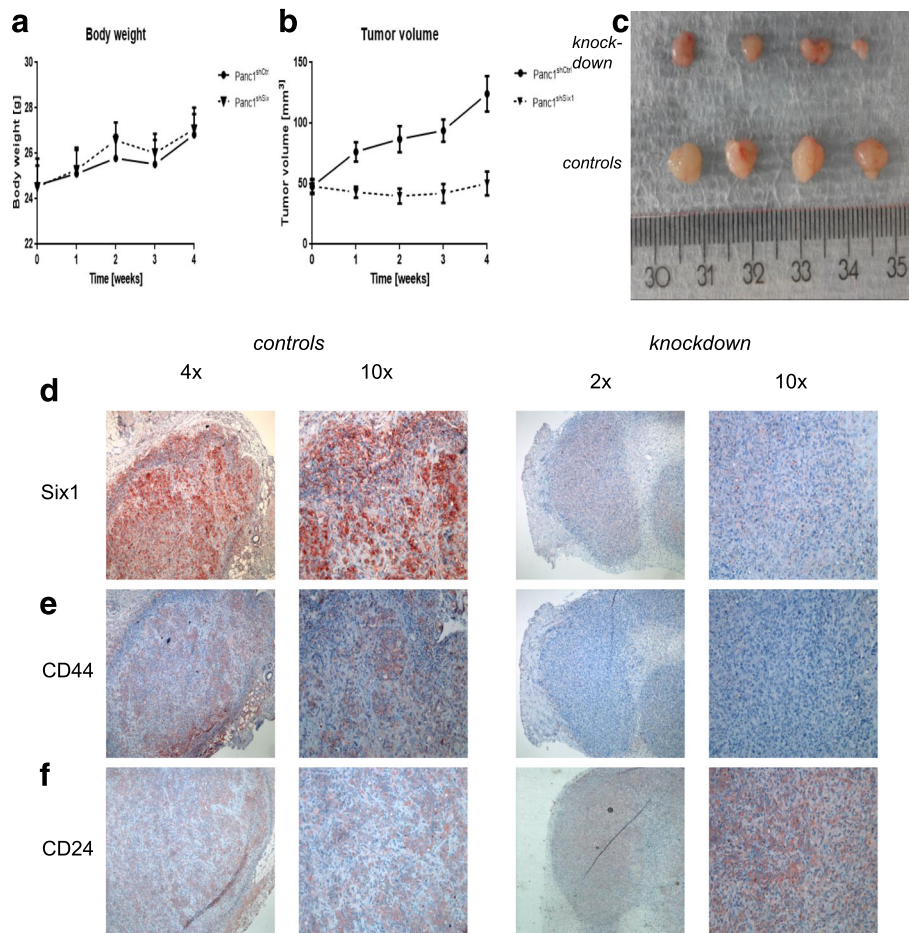 a
Body weight
Body weight [g]
30
28
26
24
22
0 1 2 3 4
Time [weeks]
Panc1shCtrl
Panc1shSix
b
Tumor volume
Tumor volume [mm3]
150
100
50
0
0 1 2 3 4
Time [weeks]
Panc1shCtrl
Panc1shSix1
c
knock-
down
controls
30 31 32 33 34 35
controls
knockdown
4x 10x 2x 10x
d
Six1
e
CD44
f
CD24